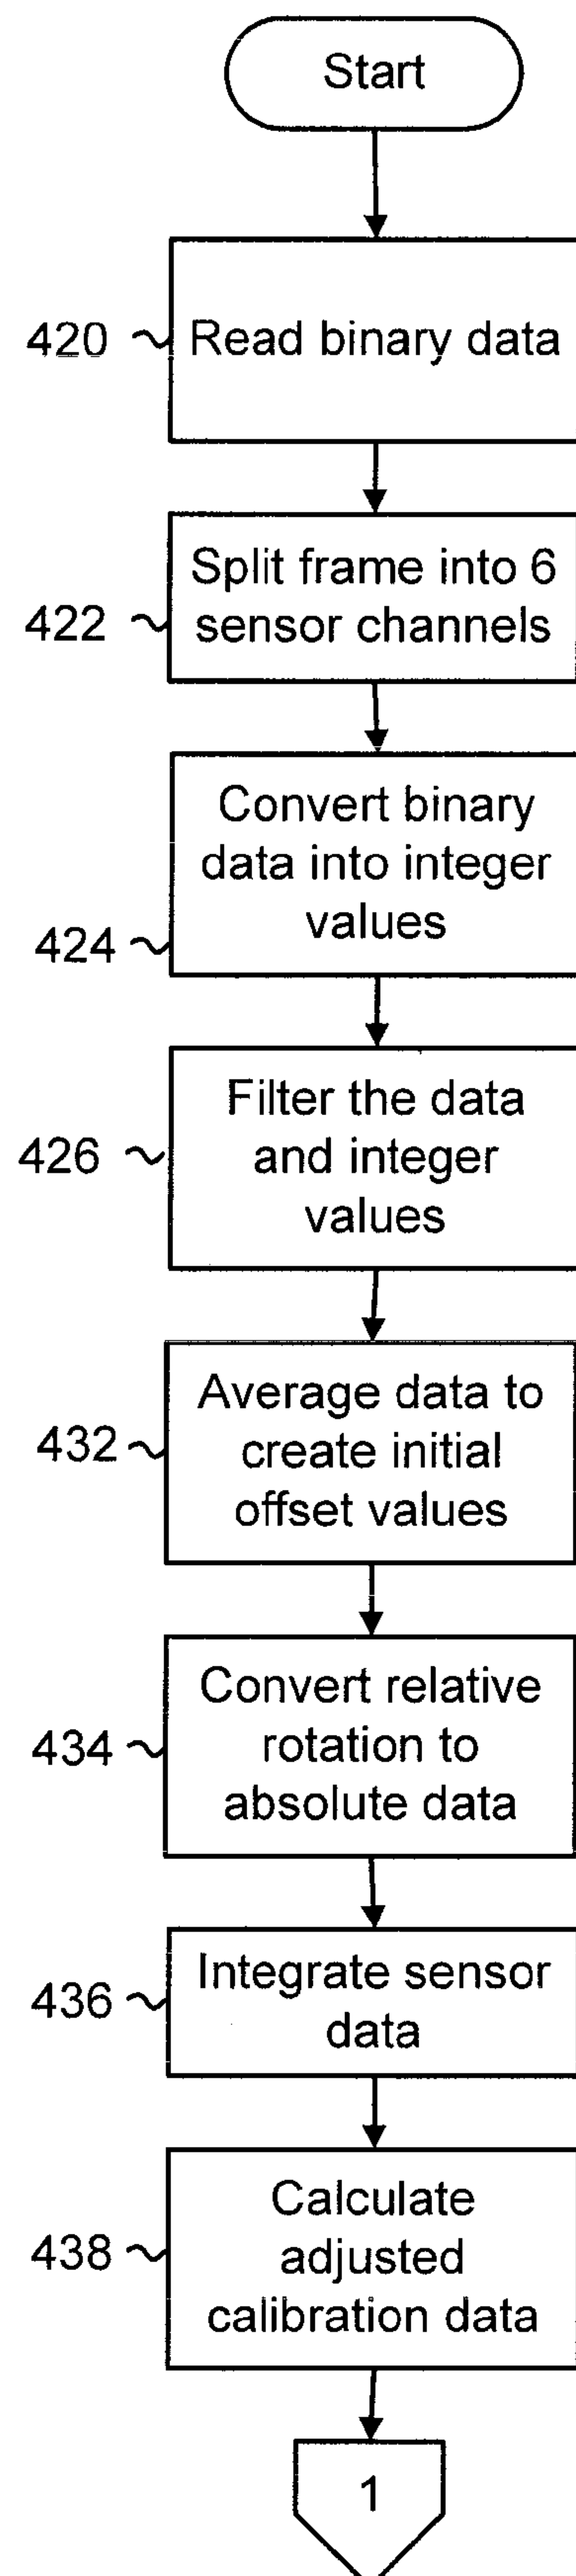 Start
420
Read binary data
422
Split frame into 6
sensor channels
424
Convert binary
data into integer
values
426
Filter the data
and integer
values
432
Average data to
create initial
offset values
434
Convert relative
rotation to
absolute data
436
Integrate sensor
data
438
Calculate
adjusted
calibration data
1